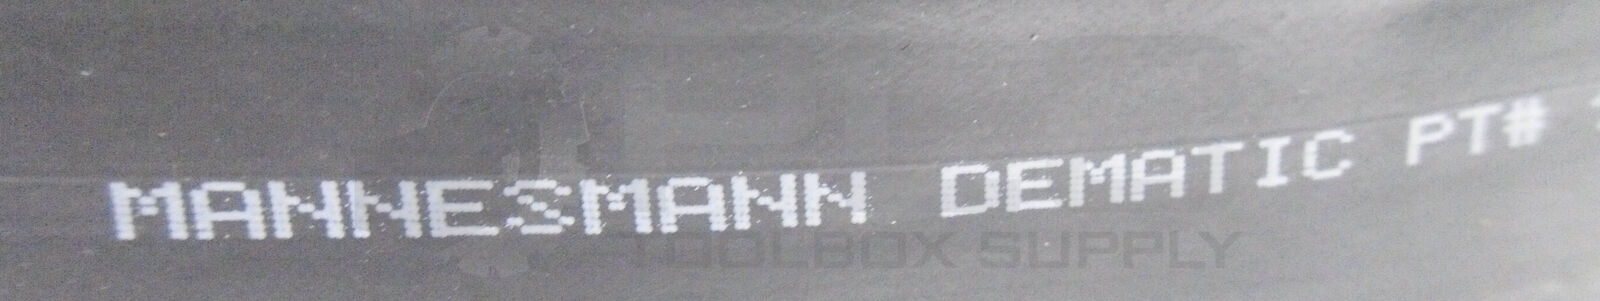 MANNESMANN DEMATIC PT#
TOOLBOX SUPPLY